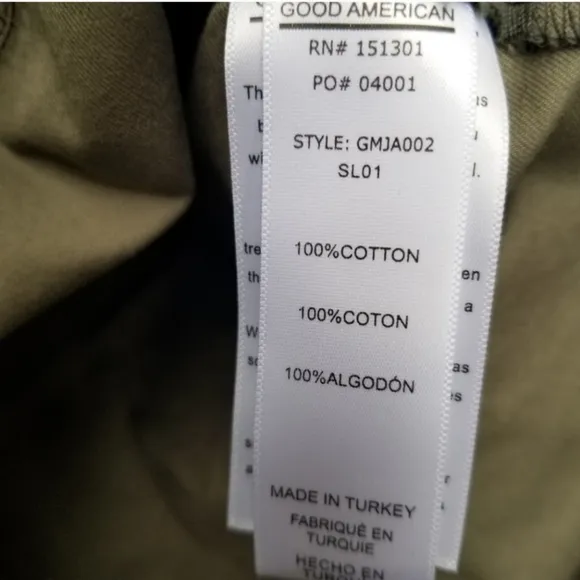 GOOD AMERICAN
RN# 151301
PO# 04001
STYLE: GMJA002
SL01
100%COTTON
100%COTON
100%ALGODÓN
MADE IN TURKEY
FABRIQUÉ EN
TURQUIE
HECHO EN